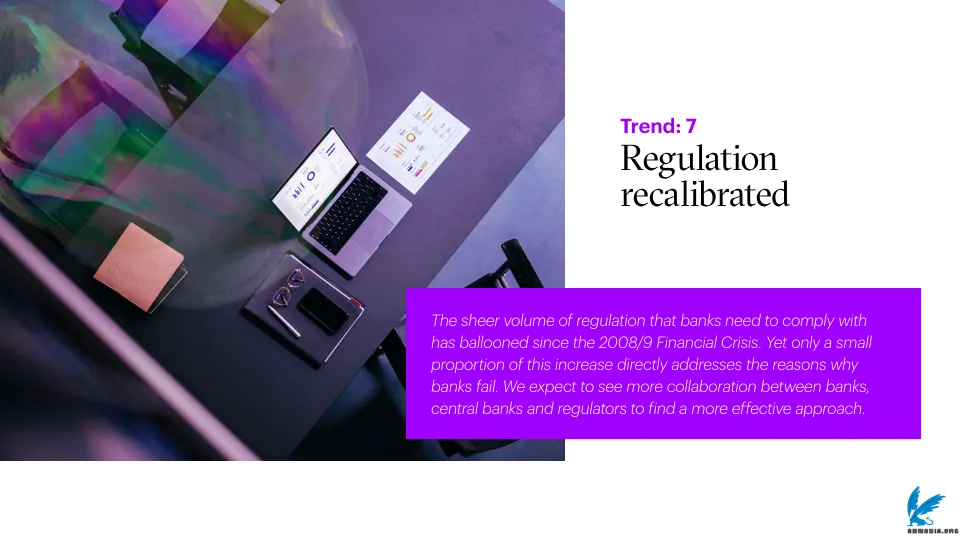 Trend: 7
Regulation
recalibrated
The sheer volume of regulation that banks need to comply with
has ballooned since the 2008/9 Financial Crisis. Yet only a small
proportion of this increase directly addresses the reasons why
banks fail. We expect to see more collaboration between banks,
central banks and regulators to find a more effective approach.